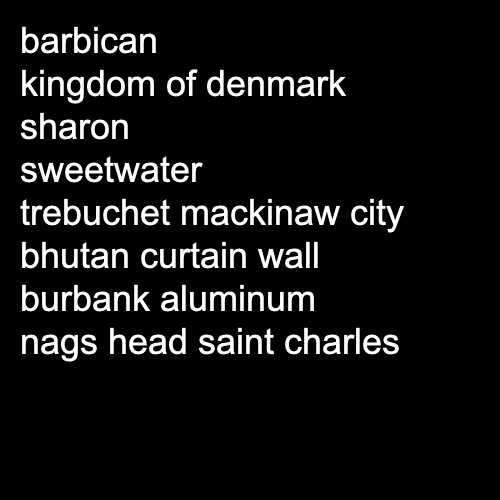 barbican
kingdom of denmark
sharon
sweetwater
trebuchet mackinaw city
bhutan curtain wall
burbank aluminum
nags head saint charles